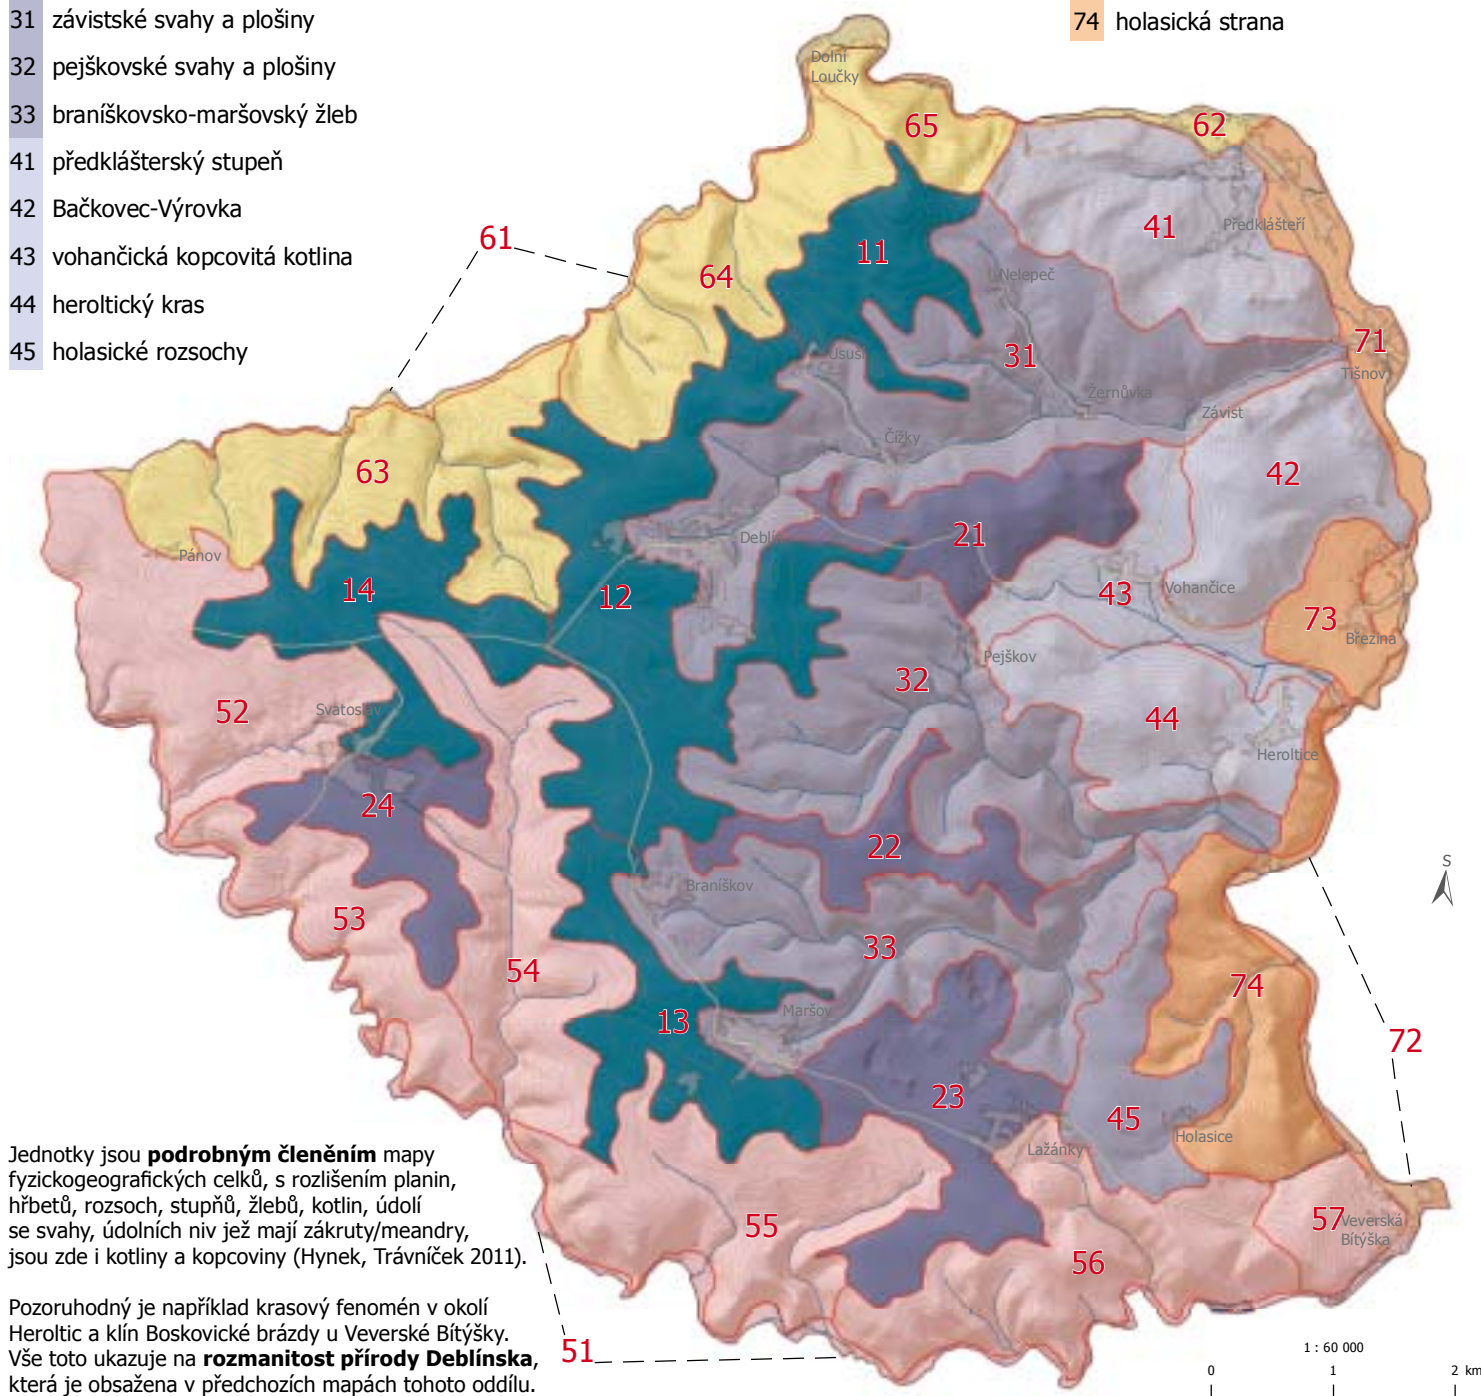 31 závistské svahy a plošiny
32 pejškovské svahy a plošiny
33 braníškovsko-maršovský žleb
41 předklášterský stupeň
42 Bačkovec-Výrovka
43 vohančická kopcovitá kotlina
44 heroltický kras
45 holasické rozsochy
74 holasická strana
Dolní
Loučky
65
62
61
64
11
41
Předklášteří
Nelepeč
31
71
Tišnov
Úsuší
Žernůvka
Závist
Čížky
63
42
Pánov
Deblín
21
14
12
43
Vohančice
73
Březina
Pejškov
32
52
Svatoslav
44
Heroltice
24
22
Braníškov
S
53
33
54
74
Maršov
13
72
23
45
Holasice
Lažánky
55
57
Veverská
Bítýška
56
51
Jednotky jsou podrobným členěním mapy
fyzickogeografických celků, s rozlišením planin,
hřbetů, rozsoch, stupňů, žlebů, kotlin, údolí
se svahy, údolních niv jež mají zákruty/meandry,
jsou zde i kotliny a kopcoviny (Hynek, Trávníček 2011).
Pozoruhodný je například krasový fenomén v okolí
Heroltic a klín Boskovické brázdy u Veverské Bítýšky.
Vše toto ukazuje na rozmanitost přírody Deblínska,
která je obsažena v předchozích mapách tohoto oddílu.
1 : 60 000
0 1 2 km